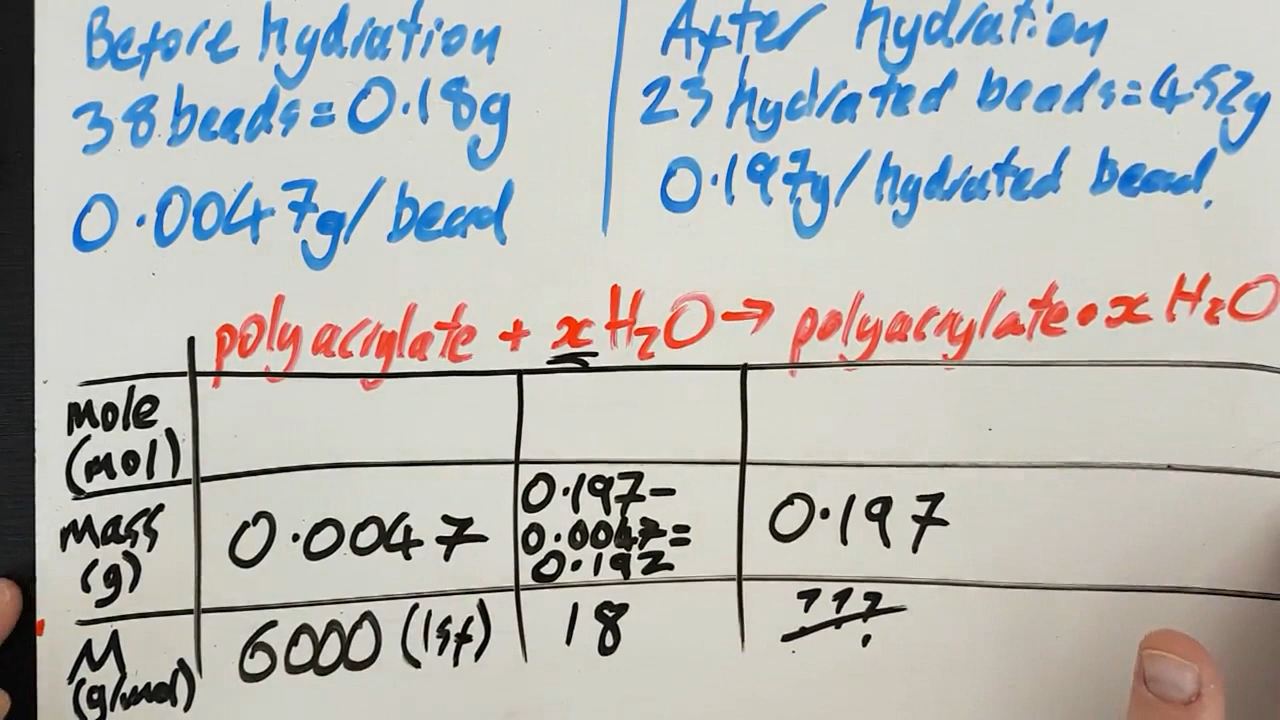 Before hydration
38 beads = 0.18g
0.0047g/bead
After hydration
23 hydrated beads = 4.52g
0.197g/hydrated bead.
polyacrylate + x H₂O → polyacrylate • x H₂O
mole
(mol)
mass
(g)
0.0047
0.197-
0.0047=
0.192
0.197
M
(g/mol)
6000 (1sf)
18
???